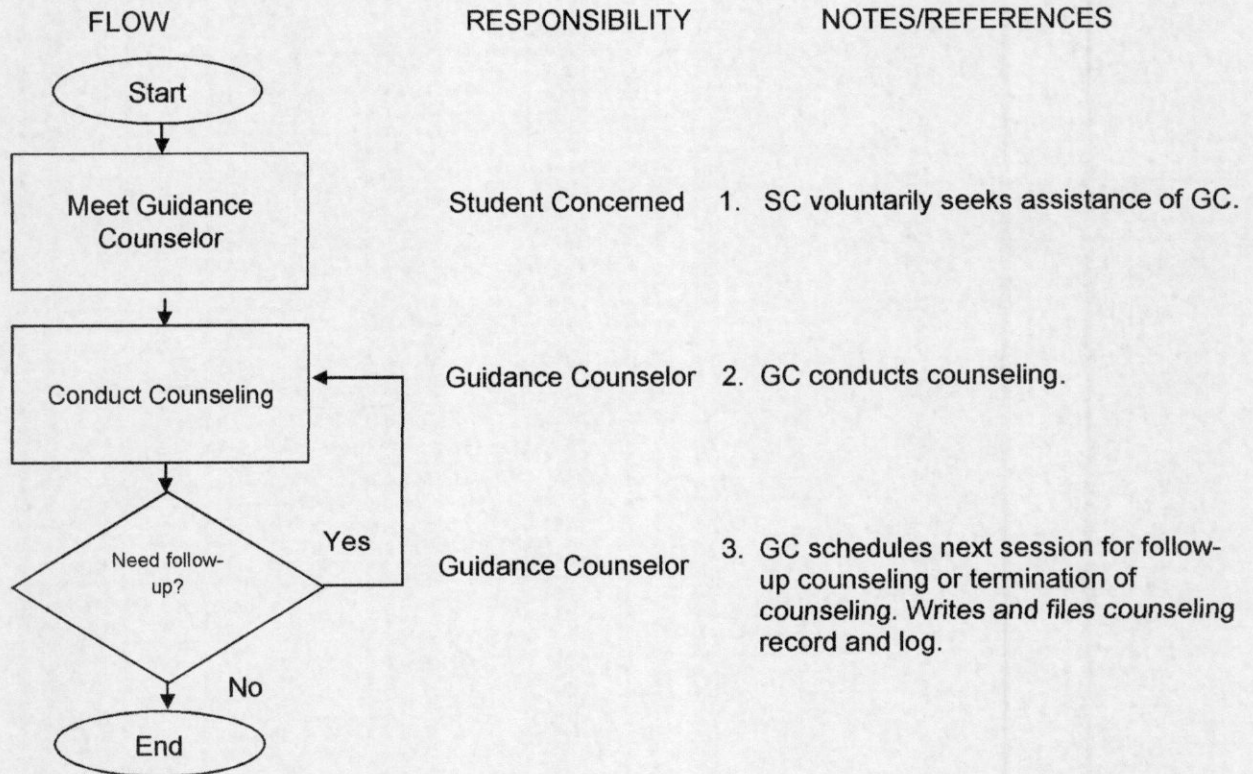 FLOW RESPONSIBILITY NOTES/REFERENCES
Start
Meet Guidance
Counselor
Student Concerned 1. SC voluntarily seeks assistance of GC.
Conduct Counseling
Guidance Counselor 2. GC conducts counseling.
Need follow-
up?
Yes
Guidance Counselor 3. GC schedules next session for follow-
up counseling or termination of
counseling. Writes and files counseling
record and log.
No
End